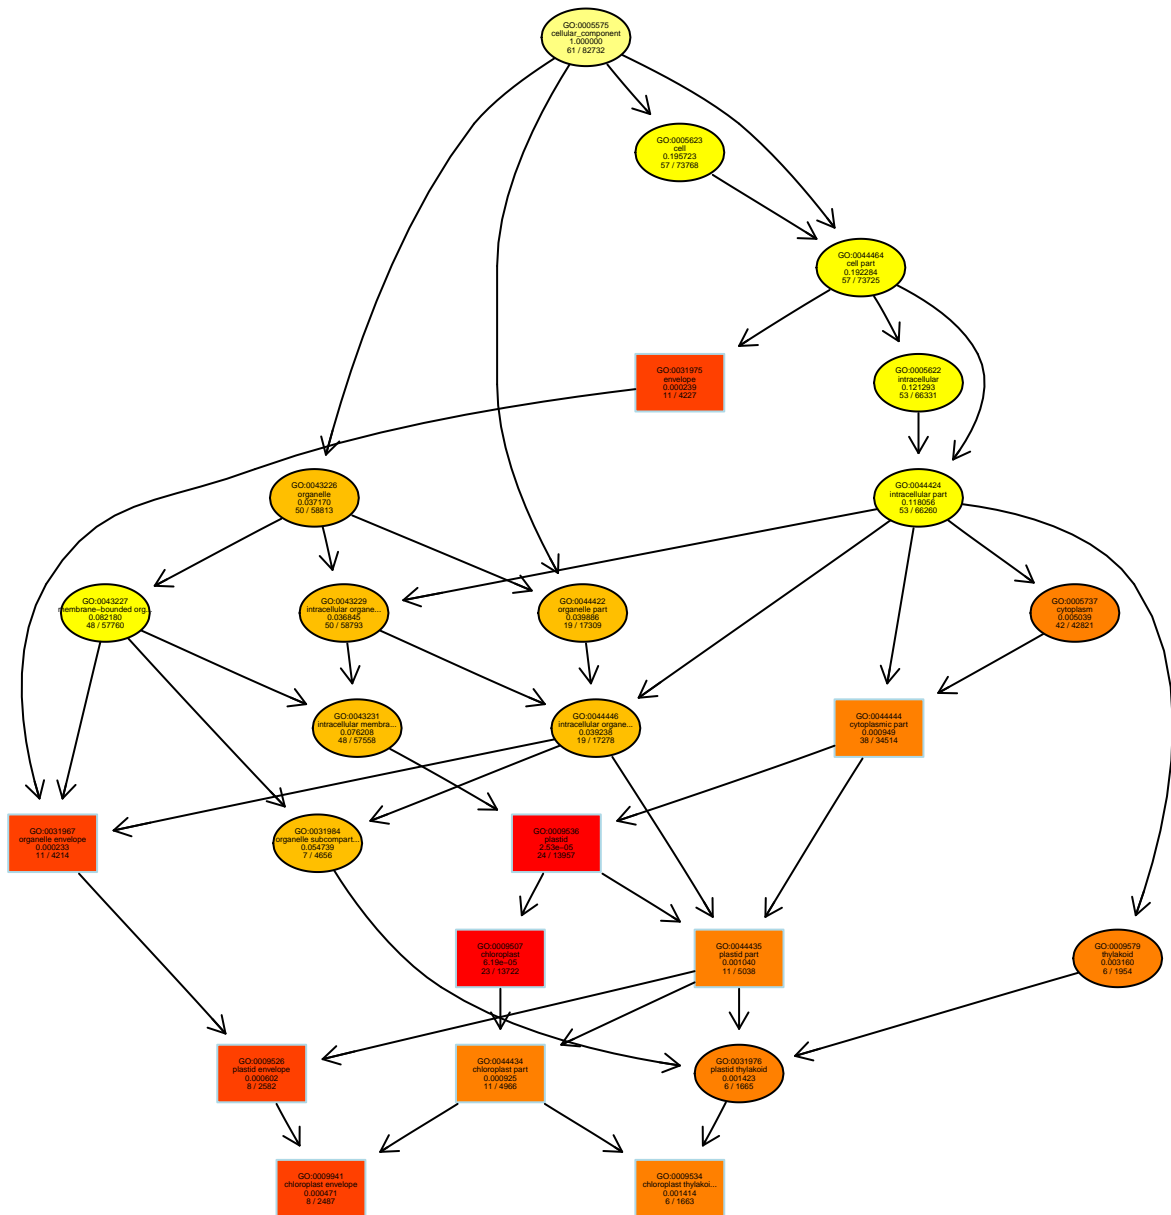 GO:0005575
cellular_component
1.000000
61 / 82732
GO:0005623
cell
0.195723
57 / 73768
GO:0044464
cell part
0.192284
57 / 73725
GO:0031975
envelope
0.000239
11 / 4227
GO:0005622
intracellular
0.121293
53 / 66331
GO:0043226
organelle
0.037170
50 / 58813
GO:0044424
intracellular part
0.118056
53 / 66260
GO:0043227
membrane−bounded org...
0.082180
48 / 57760
GO:0043229
intracellular organe...
0.036845
50 / 58793
GO:0044422
organelle part
0.039886
19 / 17309
GO:0005737
cytoplasm
0.005039
42 / 42821
GO:0043231
intracellular membra...
0.076208
48 / 57558
GO:0044446
intracellular organe...
0.039238
19 / 17278
GO:0044444
cytoplasmic part
0.000949
38 / 34514
GO:0031967
organelle envelope
0.000233
11 / 4214
GO:0031984
organelle subcompart...
0.054739
7 / 4656
GO:0009536
plastid
2.53e−05
24 / 13957
GO:0009507
chloroplast
6.19e−05
23 / 13722
GO:0044435
plastid part
0.001040
11 / 5038
GO:0009579
thylakoid
0.003160
6 / 1954
GO:0009526
plastid envelope
0.000602
8 / 2582
GO:0044434
chloroplast part
0.000925
11 / 4966
GO:0031976
plastid thylakoid
0.001423
6 / 1665
GO:0009941
chloroplast envelope
0.000471
8 / 2487
GO:0009534
chloroplast thylakoi...
0.001414
6 / 1663